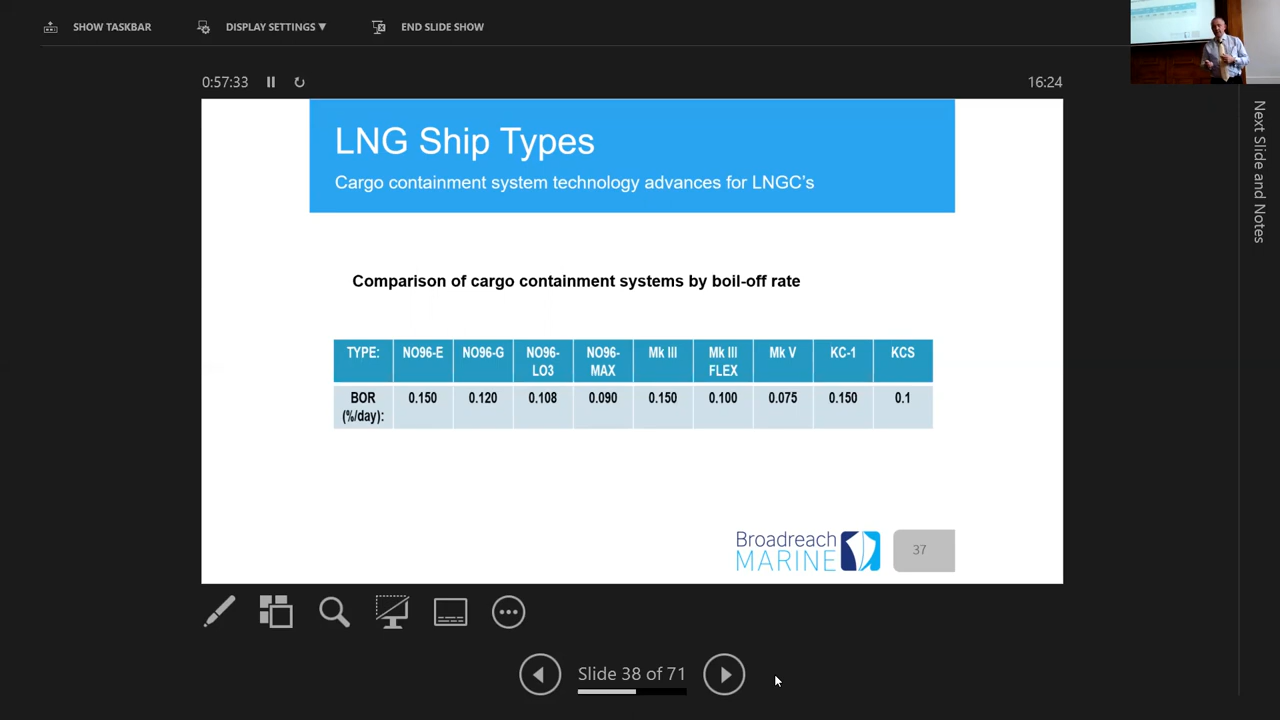 SHOW TASKBAR
DISPLAY SETTINGS ▼
END SLIDE SHOW
0:57:33
16:24
LNG Ship Types
Cargo containment system technology advances for LNGC's
Comparison of cargo containment systems by boil-off rate
TYPE: NO96-E NO96-G NO96-LO3 NO96-MAX Mk III Mk III FLEX Mk V KC-1 KCS
BOR (%/day): 0.150 0.120 0.108 0.090 0.150 0.100 0.075 0.150 0.1
Broadreach
MARINE
37
Slide 38 of 71
Next Slide and Notes